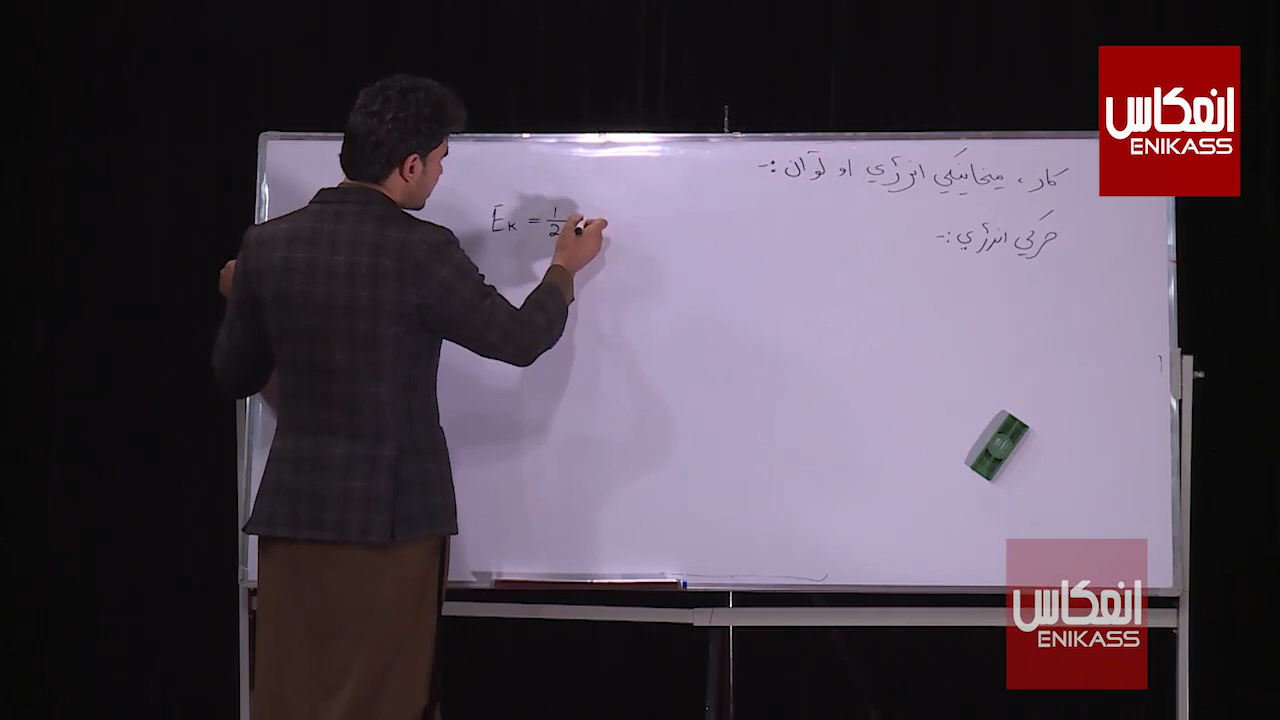 کار ، میخانیکي انرژي او توان :-
حرکي انرژي :-
Eₖ = 1/2
انعکاس
ENIKASS
انعکاس
ENIKASS